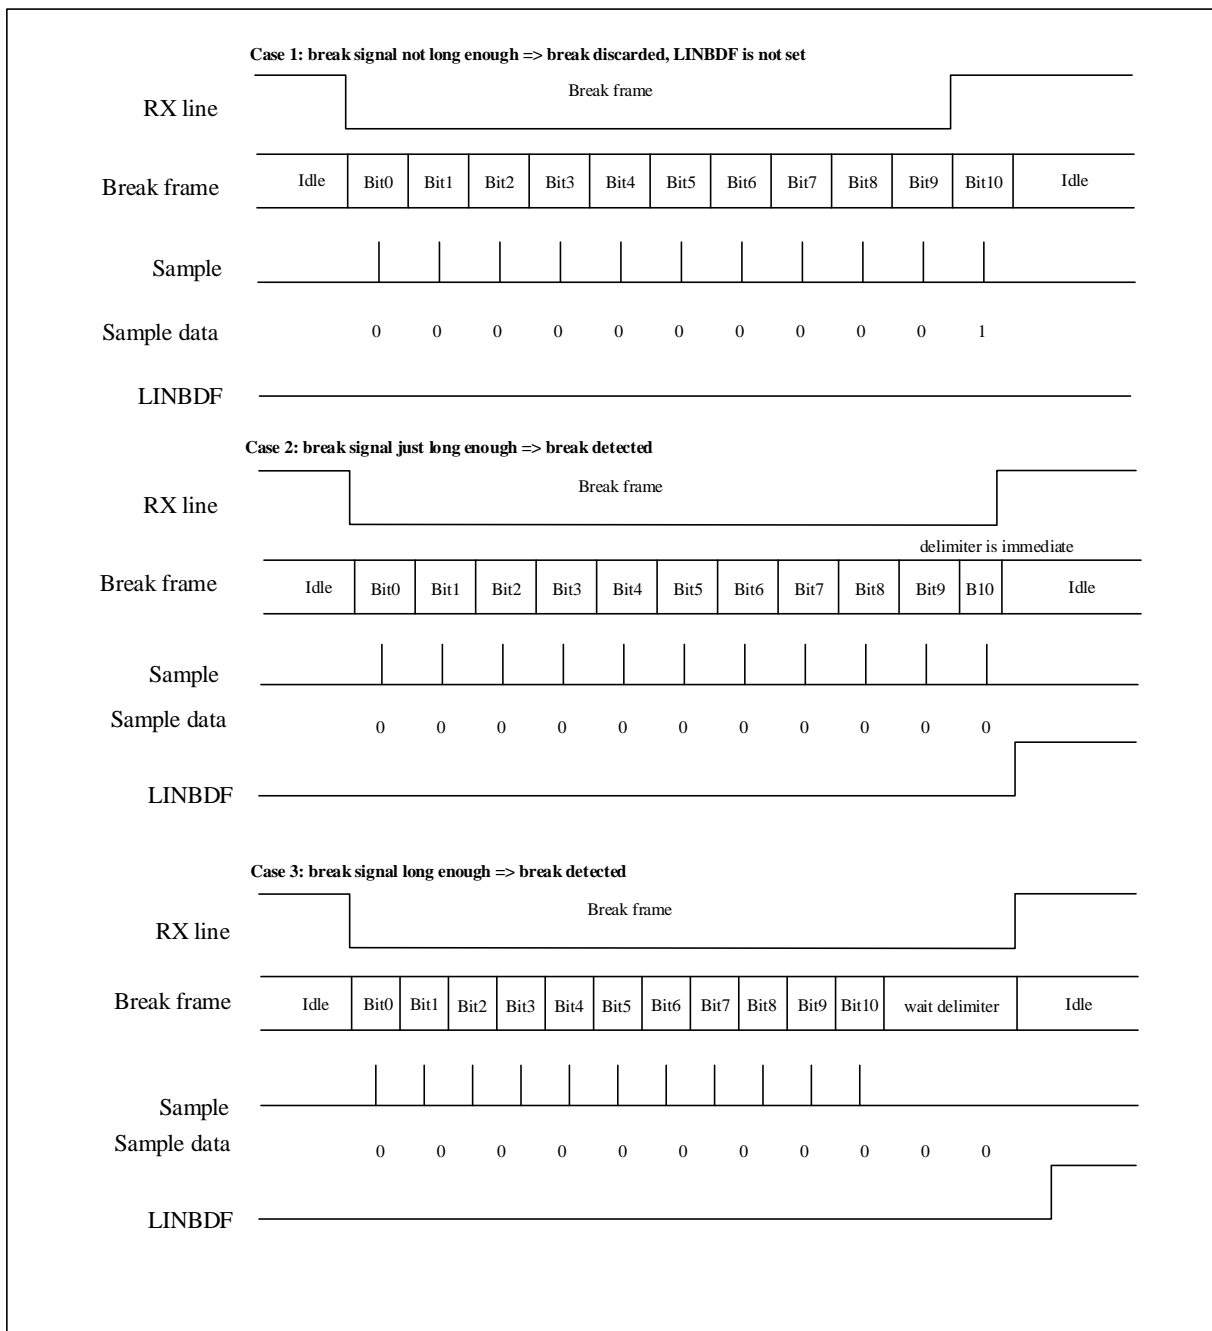 Case 1: break signal not long enough => break discarded, LINBDF is not set
RX line
Break frame
Break frame
Idle Bit0 Bit1 Bit2 Bit3 Bit4 Bit5 Bit6 Bit7 Bit8 Bit9 Bit10 Idle
Sample
Sample data 0 0 0 0 0 0 0 0 0 0 1
LINBDF
Case 2: break signal just long enough => break detected
Break frame
RX line
delimiter is immediate
Break frame Idle Bit0 Bit1 Bit2 Bit3 Bit4 Bit5 Bit6 Bit7 Bit8 Bit9 B10 Idle
Sample
Sample data 0 0 0 0 0 0 0 0 0 0 0
LINBDF
Case 3: break signal long enough => break detected
Break frame
RX line
Break frame Idle Bit0 Bit1 Bit2 Bit3 Bit4 Bit5 Bit6 Bit7 Bit8 Bit9 Bit10 wait delimiter Idle
Sample
Sample data 0 0 0 0 0 0 0 0 0 0 0
LINBDF